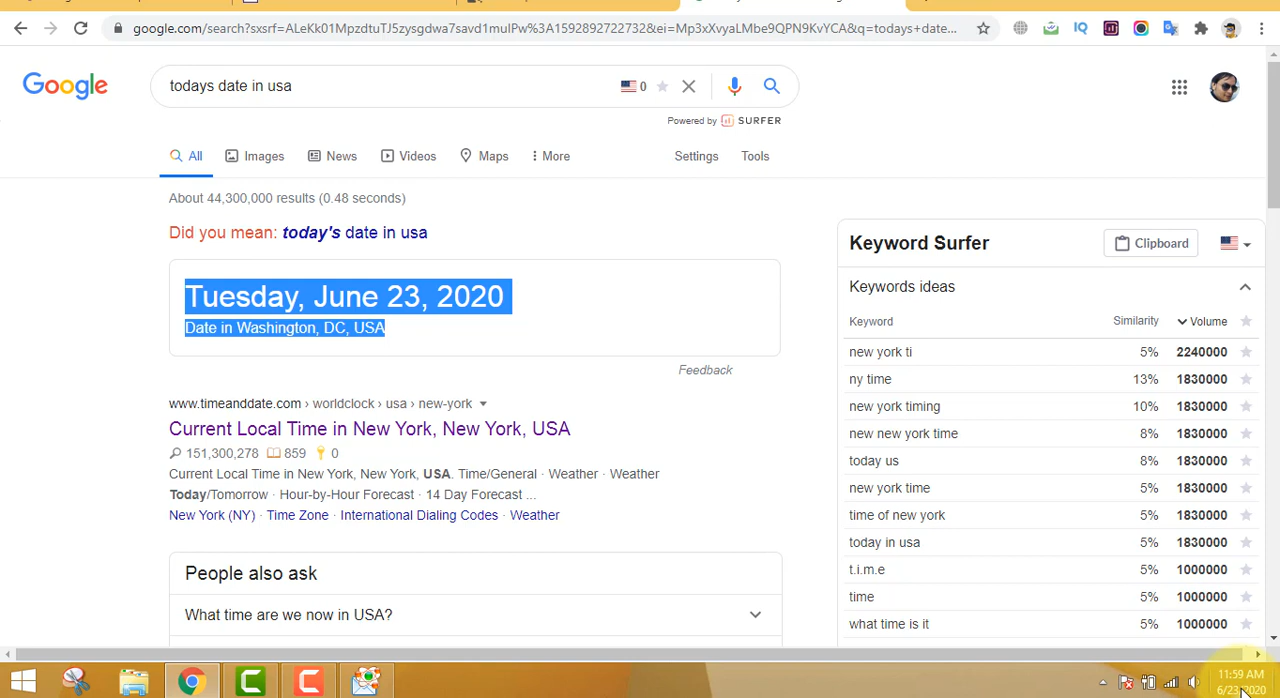 google.com/search?sxsrf=ALeKk01MpzdtuTJ5zysgdwa7savd1muIPw%3A1592892722732&ei=Mp3xXvyaLMbe9QPN9KvYCA&q=todays+date...
IQ
Google
todays date in usa
0
Powered by SURFER
All Images News Videos Maps More Settings Tools
About 44,300,000 results (0.48 seconds)
Did you mean: today's date in usa
Tuesday, June 23, 2020
Date in Washington, DC, USA
Feedback
www.timeanddate.com › worldclock › usa › new-york
Current Local Time in New York, New York, USA
151,300,278 859 0
Current Local Time in New York, New York, USA. Time/General · Weather · Weather
Today/Tomorrow · Hour-by-Hour Forecast · 14 Day Forecast ...
New York (NY) · Time Zone · International Dialing Codes · Weather
People also ask
What time are we now in USA?
Keyword Surfer
Clipboard
Keywords ideas
Keyword Similarity Volume
new york ti 5% 2240000
ny time 13% 1830000
new york timing 10% 1830000
new new york time 8% 1830000
today us 8% 1830000
new york time 5% 1830000
time of new york 5% 1830000
today in usa 5% 1830000
t.i.m.e 5% 1000000
time 5% 1000000
what time is it 5% 1000000
11:59 AM
6/23/2020